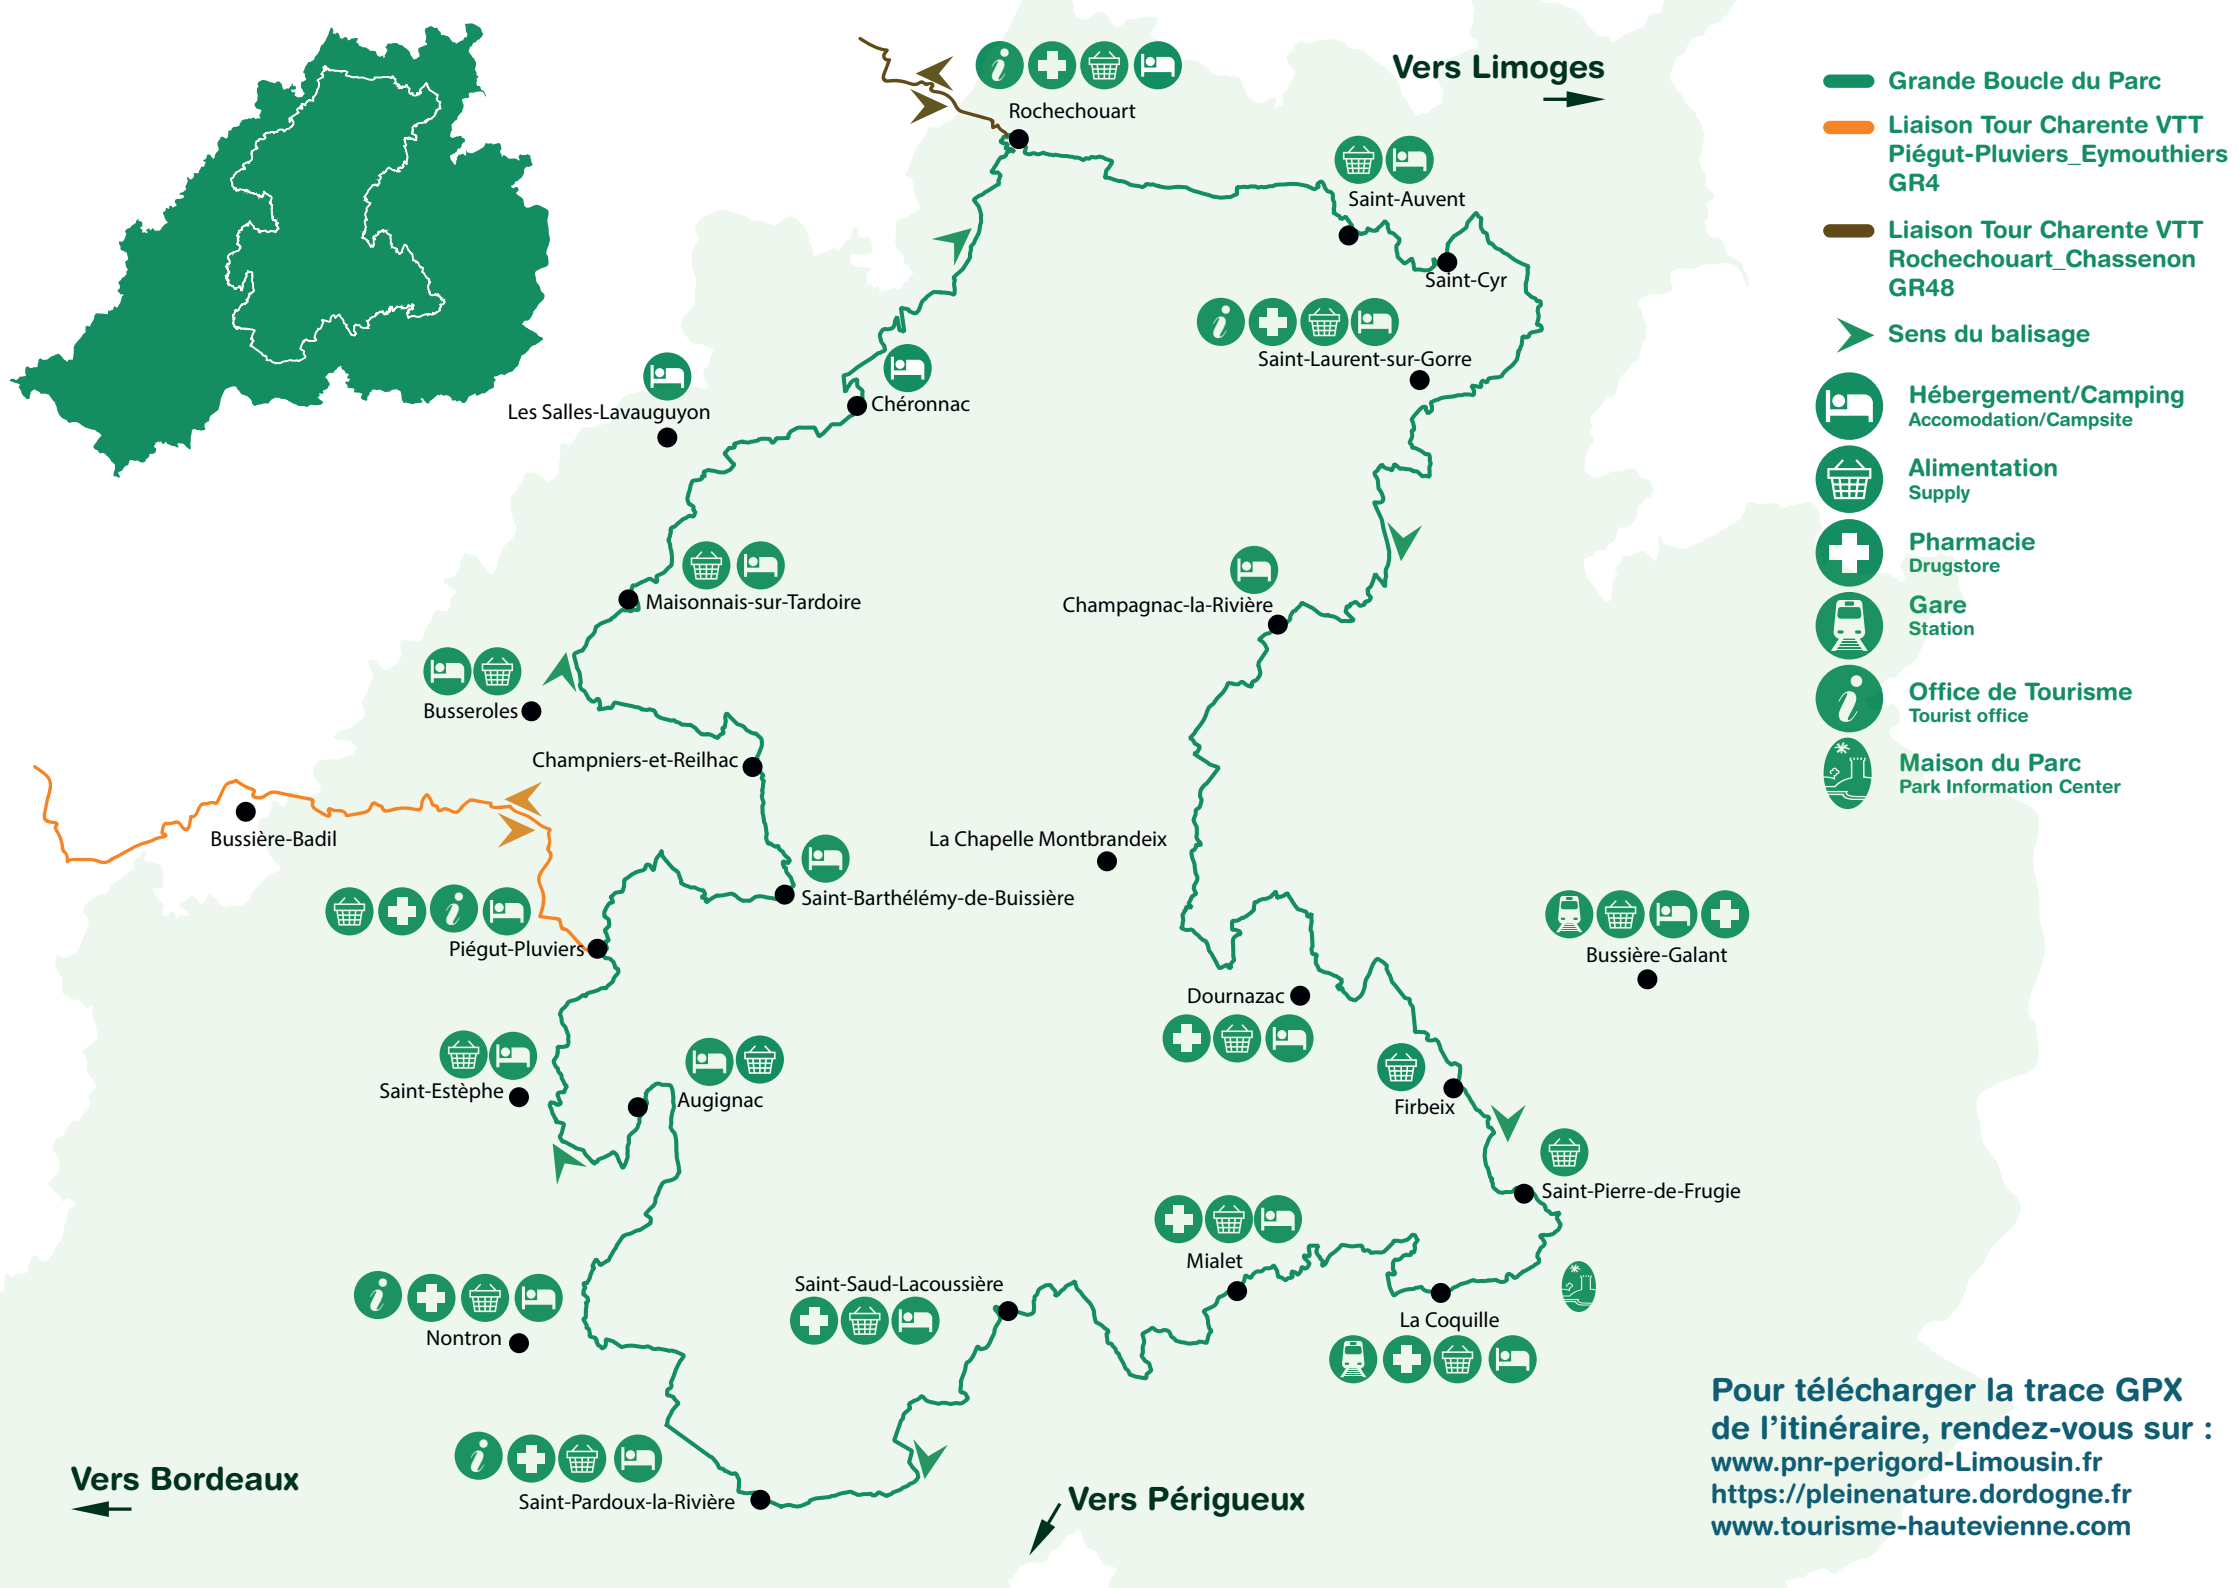 Vers Limoges
Rochechouart
Saint-Auvent
Saint-Cyr
Saint-Laurent-sur-Gorre
Chéronnac
Les Salles-Lavauguyon
Maisonnais-sur-Tardoire
Champagnac-la-Rivière
Busseroles
Champniers-et-Reilhac
Bussière-Badil
La Chapelle Montbrandeix
Saint-Barthélémy-de-Buissière
Piégut-Pluviers
Bussière-Galant
Dournazac
Saint-Estèphe
Augignac
Firbeix
Saint-Pierre-de-Frugie
Mialet
Saint-Saud-Lacoussière
La Coquille
Nontron
Saint-Pardoux-la-Rivière
Vers Bordeaux
Vers Périgueux
Grande Boucle du Parc
Liaison Tour Charente VTT
Piégut-Pluviers_Eymouthiers
GR4
Liaison Tour Charente VTT
Rochechouart_Chassenon
GR48
Sens du balisage
Hébergement/Camping
Accomodation/Campsite
Alimentation
Supply
Pharmacie
Drugstore
Gare
Station
Office de Tourisme
Tourist office
Maison du Parc
Park Information Center
Pour télécharger la trace GPX
de l'itinéraire, rendez-vous sur :
www.pnr-perigord-Limousin.fr
https://pleinenature.dordogne.fr
www.tourisme-hautevienne.com